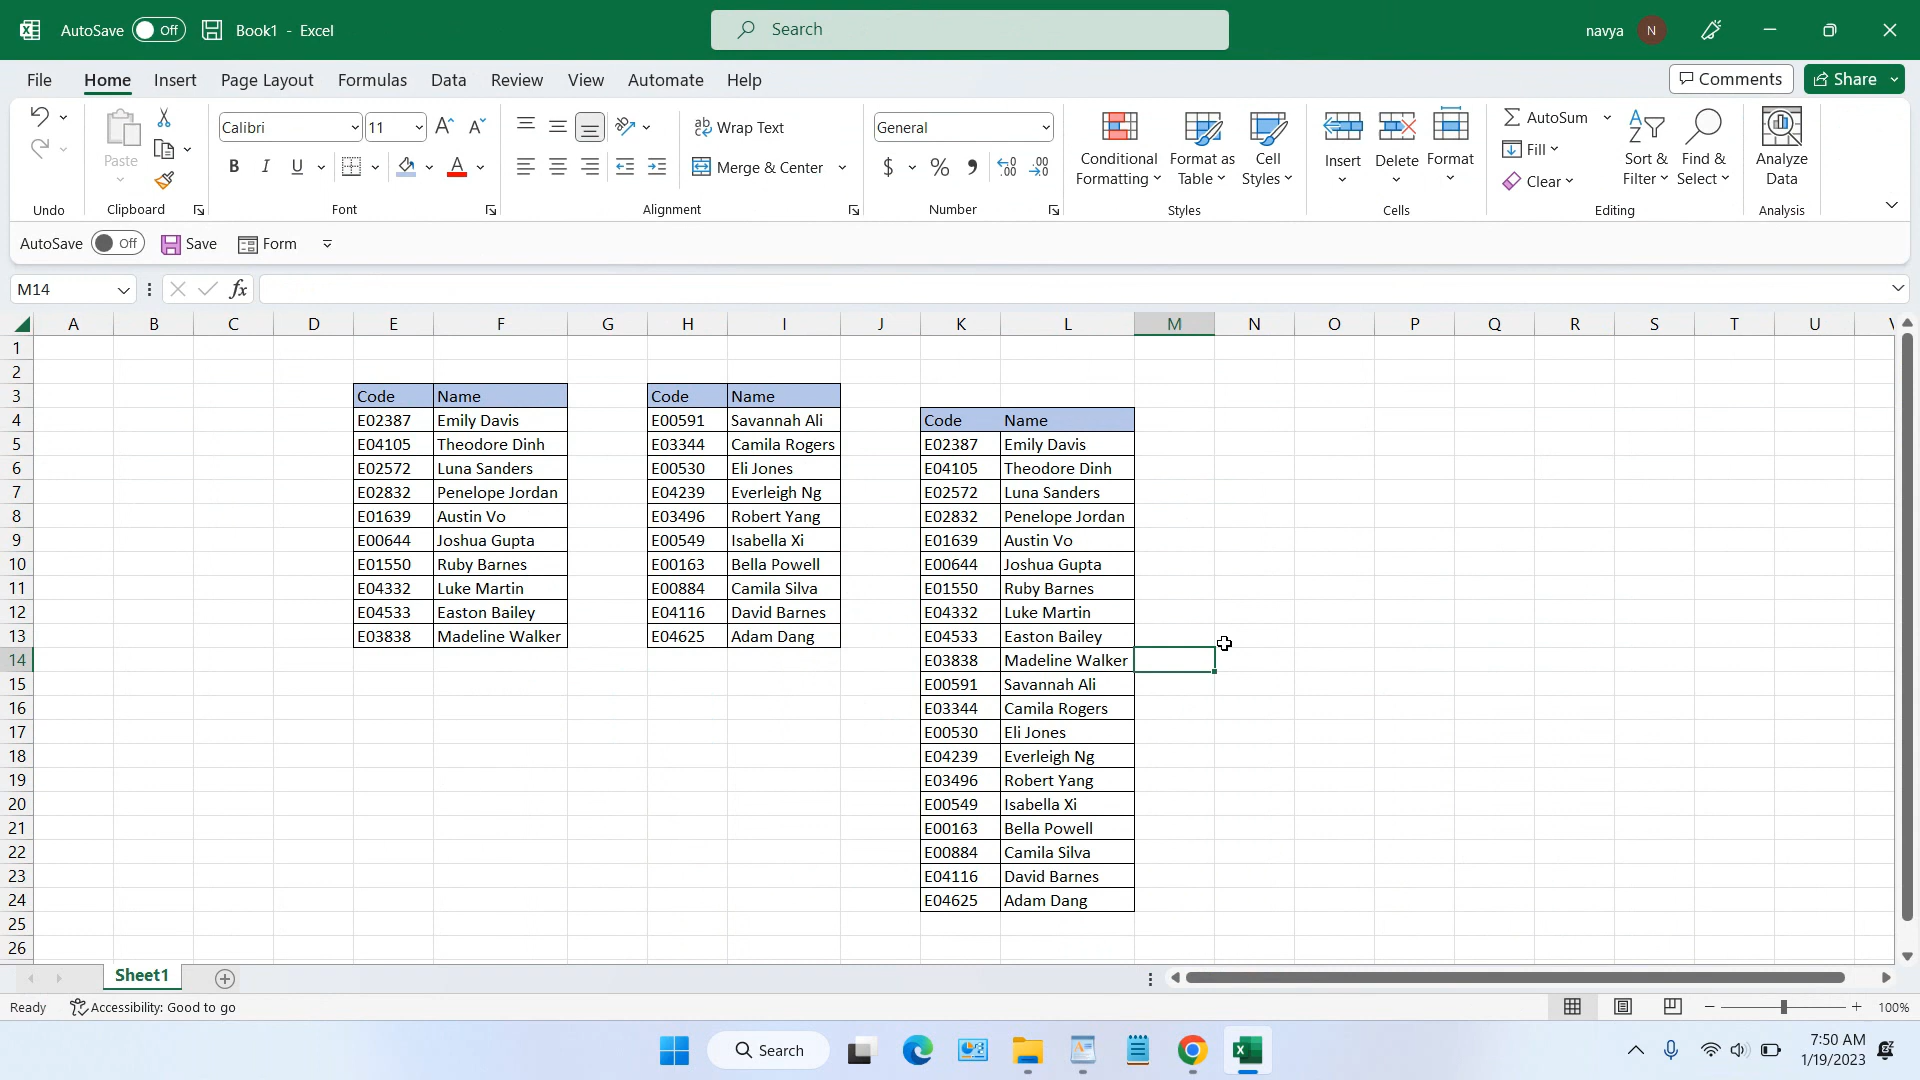 AutoSave Off Book1 - Excel Search navya N
File Home Insert Page Layout Formulas Data Review View Automate Help Comments Share
Paste Calibri 11 A A ab Wrap Text General Conditional Formatting Format as Table Cell Styles Insert Delete Format AutoSum Fill Clear Sort & Filter Find & Select Analyze Data
B I U A Merge & Center $ % , .00
Undo Clipboard Font Alignment Number Styles Cells Editing Analysis
AutoSave Off Save Form
M14 fx
A B C D E F G H I J K L M N O P Q R S T U
1
2
3 Code Name Code Name
4 E02387 Emily Davis E00591 Savannah Ali Code Name
5 E04105 Theodore Dinh E03344 Camila Rogers E02387 Emily Davis
6 E02572 Luna Sanders E00530 Eli Jones E04105 Theodore Dinh
7 E02832 Penelope Jordan E04239 Everleigh Ng E02572 Luna Sanders
8 E01639 Austin Vo E03496 Robert Yang E02832 Penelope Jordan
9 E00644 Joshua Gupta E00549 Isabella Xi E01639 Austin Vo
10 E01550 Ruby Barnes E00163 Bella Powell E00644 Joshua Gupta
11 E04332 Luke Martin E00884 Camila Silva E01550 Ruby Barnes
12 E04533 Easton Bailey E04116 David Barnes E04332 Luke Martin
13 E03838 Madeline Walker E04625 Adam Dang E04533 Easton Bailey
14 E03838 Madeline Walker
15 E00591 Savannah Ali
16 E03344 Camila Rogers
17 E00530 Eli Jones
18 E04239 Everleigh Ng
19 E03496 Robert Yang
20 E00549 Isabella Xi
21 E00163 Bella Powell
22 E00884 Camila Silva
23 E04116 David Barnes
24 E04625 Adam Dang
25
26
Sheet1
Ready Accessibility: Good to go 100%
Search 7:50 AM
1/19/2023